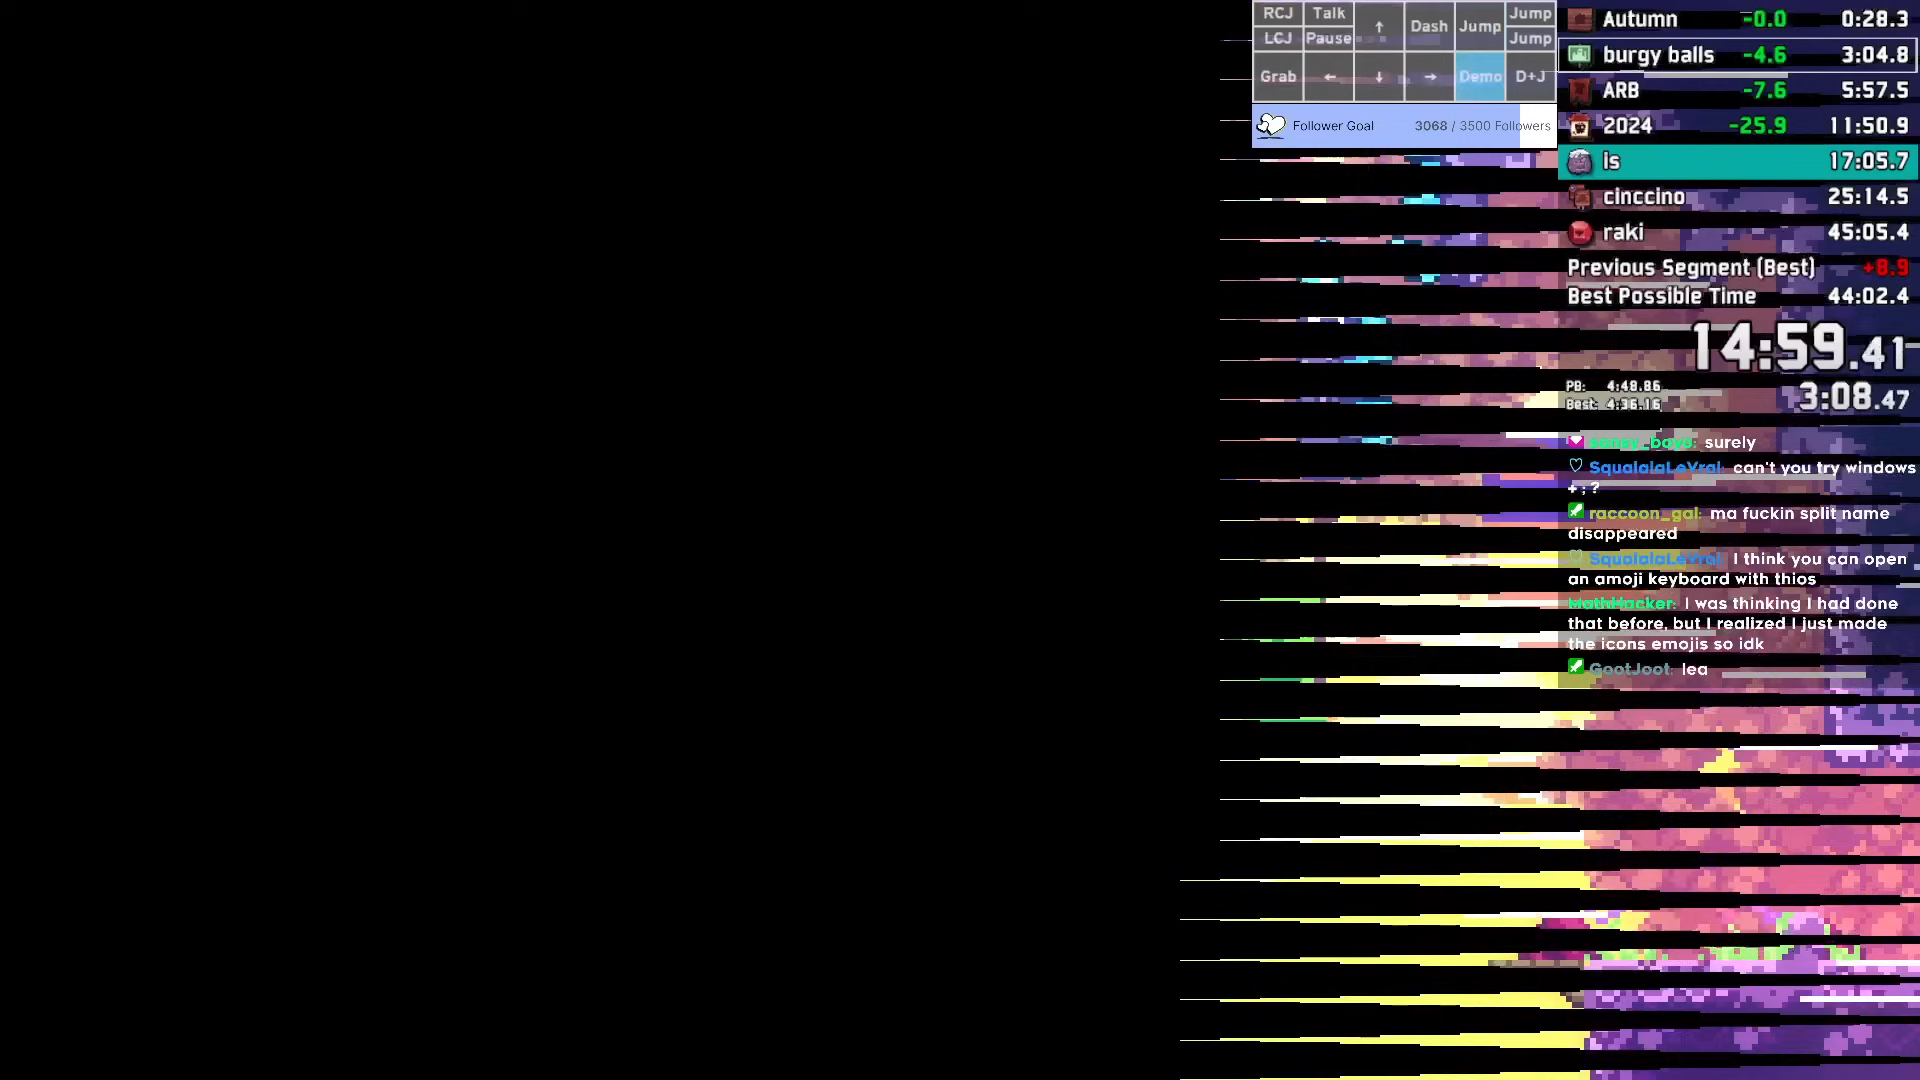 RCJ Talk ↑ Dash Jump Jump
LCJ Pause Jump
Grab ← ↓ → Demo D+J
Follower Goal 3068 / 3500 Followers
Autumn -0.0 0:28.3
burgy balls -4.6 3:04.8
ARB -7.6 5:57.5
2024 -25.9 11:50.9
is 17:05.7
cinccino 25:14.5
raki 45:05.4
Previous Segment (Best) +8.9
Best Possible Time 44:02.4
14:59.41
PB: 4:48.86
Best: 4:36.16
3:08.47
sansy_boys: surely
SqualalaLeVrai: can't you try windows
+ ; ?
raccoon_gal: ma fuckin split name
disappeared
SqualalaLeVrai: I think you can open
an amoji keyboard with thios
MathHacker: I was thinking I had done
that before, but I realized I just made
the icons emojis so idk
GootJoot: lea